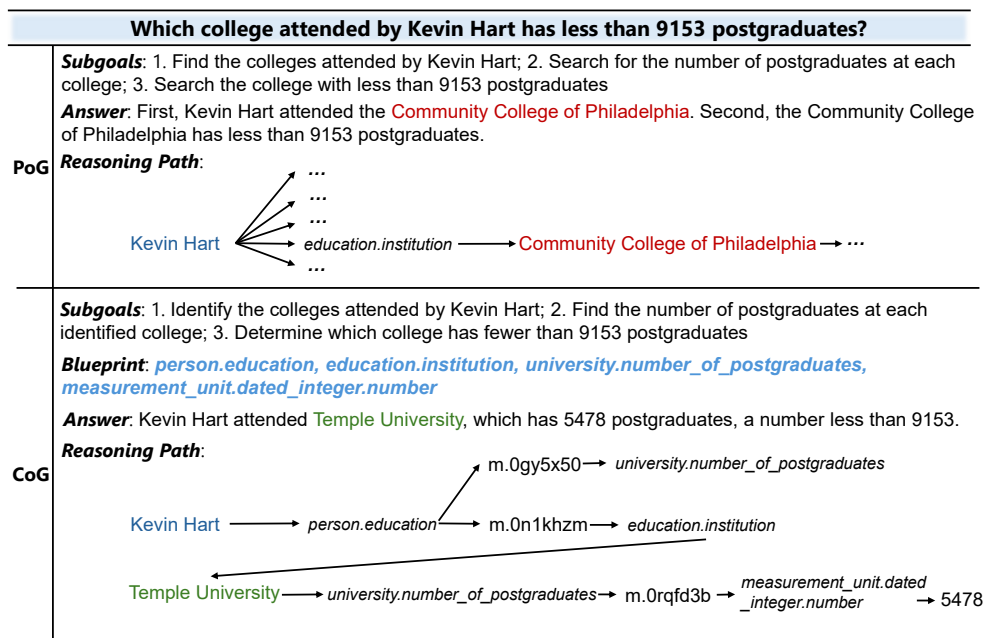 Which college attended by Kevin Hart has less than 9153 postgraduates?
PoG
Subgoals: 1. Find the colleges attended by Kevin Hart; 2. Search for the number of postgraduates at each
college; 3. Search the college with less than 9153 postgraduates
Answer: First, Kevin Hart attended the Community College of Philadelphia. Second, the Community College
of Philadelphia has less than 9153 postgraduates.
Reasoning Path:
...
...
...
Kevin Hart education.institution Community College of Philadelphia ...
...
CoG
Subgoals: 1. Identify the colleges attended by Kevin Hart; 2. Find the number of postgraduates at each
identified college; 3. Determine which college has fewer than 9153 postgraduates
Blueprint: person.education, education.institution, university.number_of_postgraduates,
measurement_unit.dated_integer.number
Answer: Kevin Hart attended Temple University, which has 5478 postgraduates, a number less than 9153.
Reasoning Path:
m.0gy5x50 university.number_of_postgraduates
Kevin Hart person.education m.0n1khzm education.institution
Temple University university.number_of_postgraduates m.0rqfd3b measurement_unit.dated
_integer.number 5478